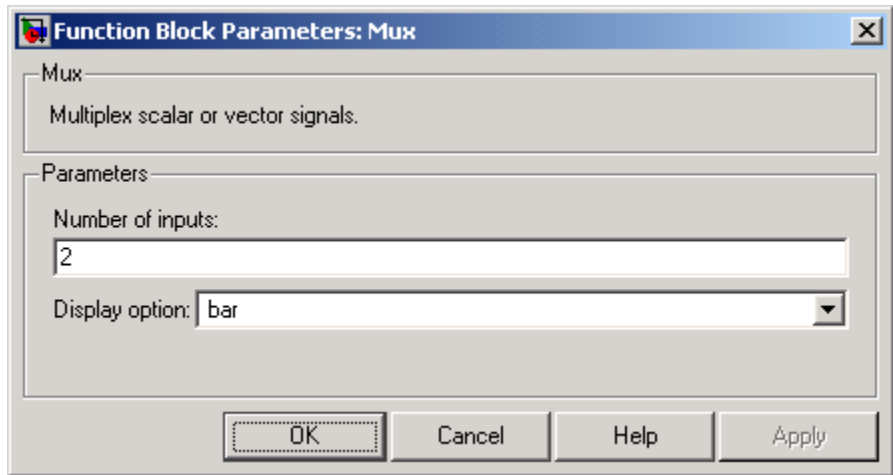 Function Block Parameters: Mux
Mux
Multiplex scalar or vector signals.
Parameters
Number of inputs:
2
Display option: bar
OK Cancel Help Apply